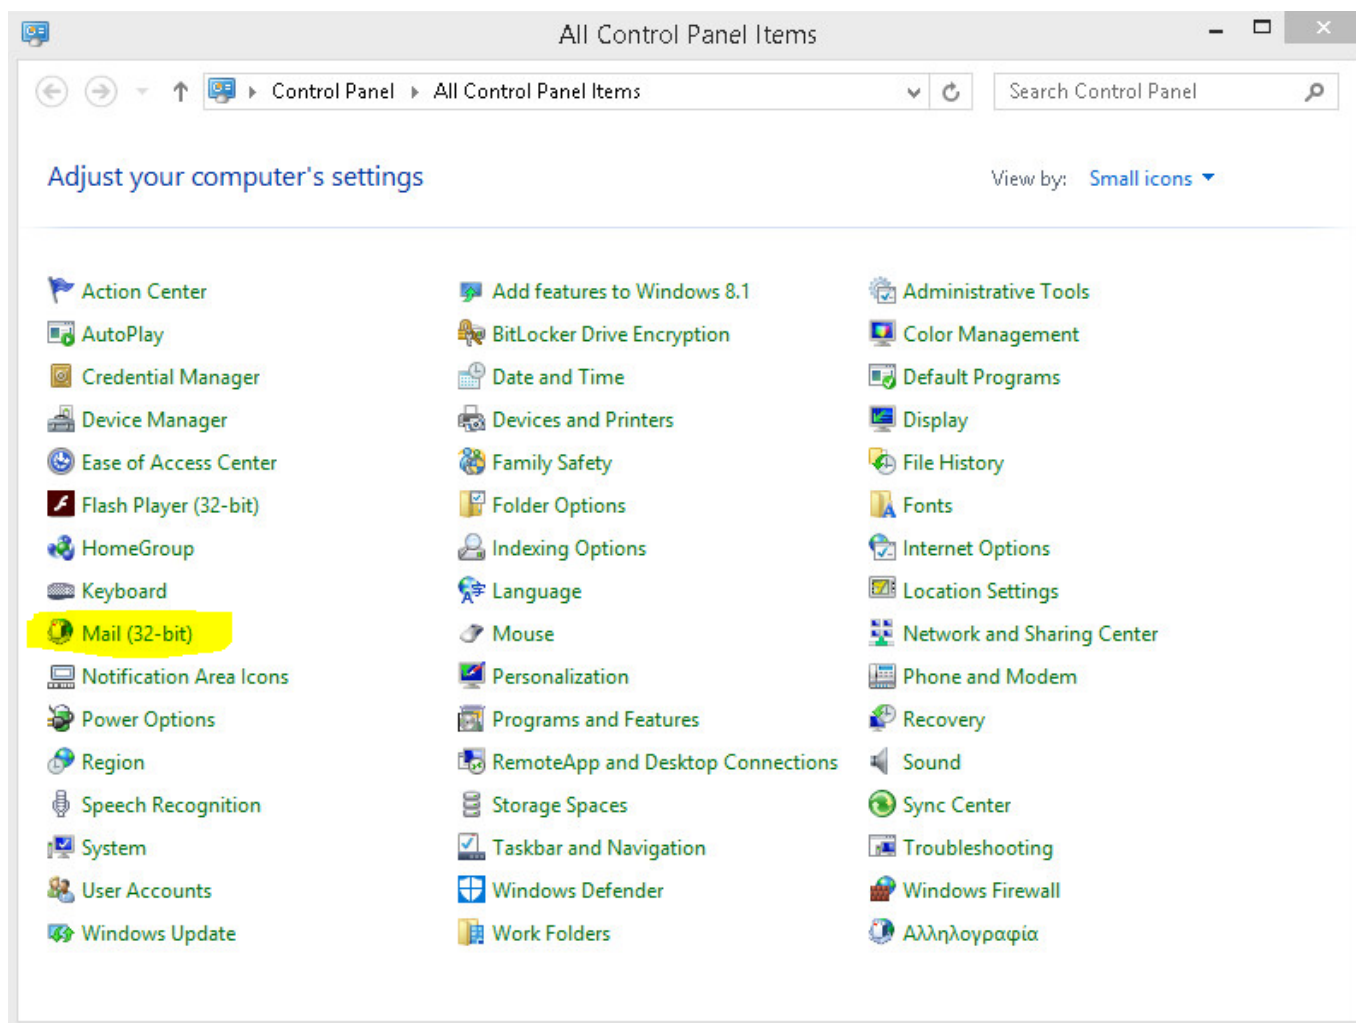 All Control Panel Items
Control Panel All Control Panel Items Search Control Panel
Adjust your computer's settings View by: Small icons
Action Center Add features to Windows 8.1 Administrative Tools
AutoPlay BitLocker Drive Encryption Color Management
Credential Manager Date and Time Default Programs
Device Manager Devices and Printers Display
Ease of Access Center Family Safety File History
Flash Player (32-bit) Folder Options Fonts
HomeGroup Indexing Options Internet Options
Keyboard Language Location Settings
Mail (32-bit) Mouse Network and Sharing Center
Notification Area Icons Personalization Phone and Modem
Power Options Programs and Features Recovery
Region RemoteApp and Desktop Connections Sound
Speech Recognition Storage Spaces Sync Center
System Taskbar and Navigation Troubleshooting
User Accounts Windows Defender Windows Firewall
Windows Update Work Folders Αλληλογραφία